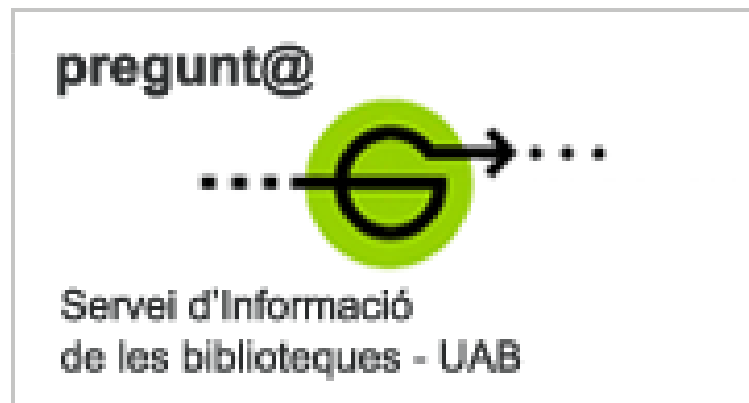 pregunt@
Servei d'Informació
de les biblioteques - UAB